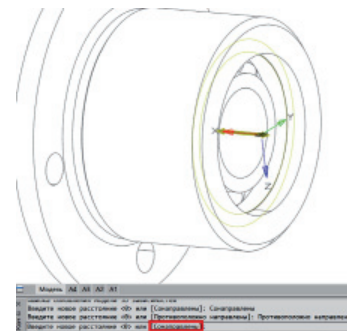 X
Y
Z
Модель A4 A3 A2 A1
Введите новое расстояние <0> или [Сонаправлены]: Сонаправлены
Введите новое расстояние <0> или [Противоположно направлены]: Противоположно направлен
Введите новое расстояние <0> или [Сонаправлены]